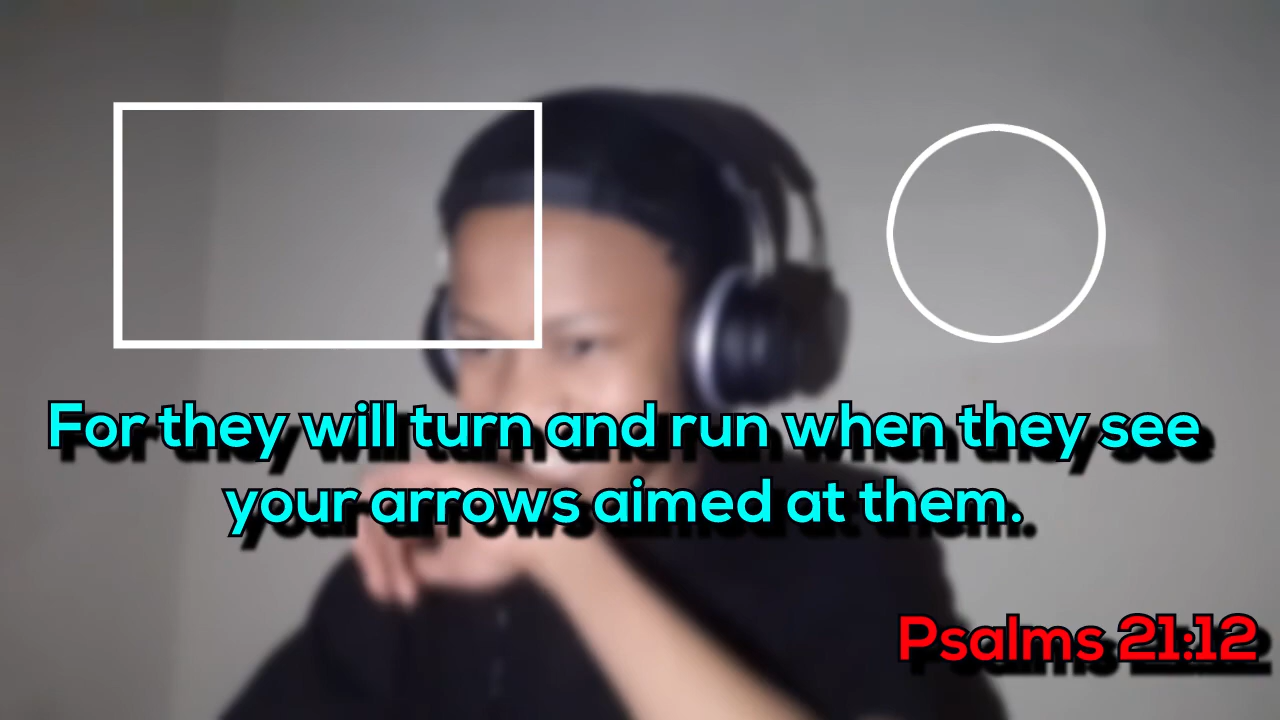 For they will turn and run when they see
your arrows aimed at them.
Psalms 21:12